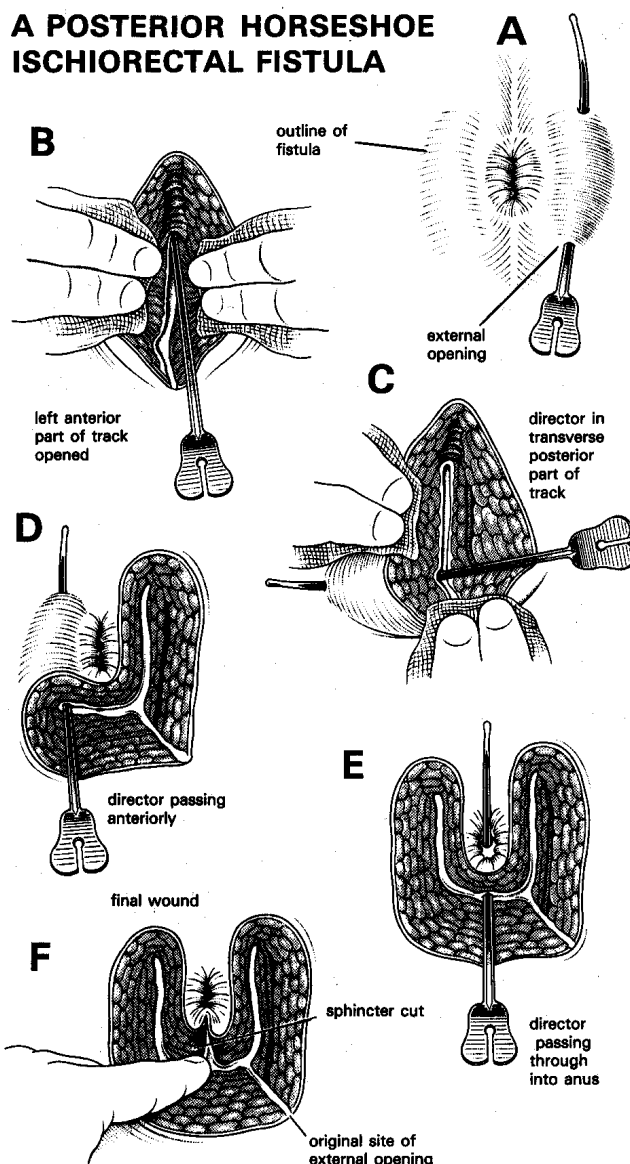 A POSTERIOR HORSESHOE
ISCHIORECTAL FISTULA
A
outline of
fistula
external
opening
B
left anterior
part of track
opened
C
director in
transverse
posterior
part of
track
D
director passing
anteriorly
E
director
passing
through
into anus
final wound
F
sphincter cut
original site of
external opening